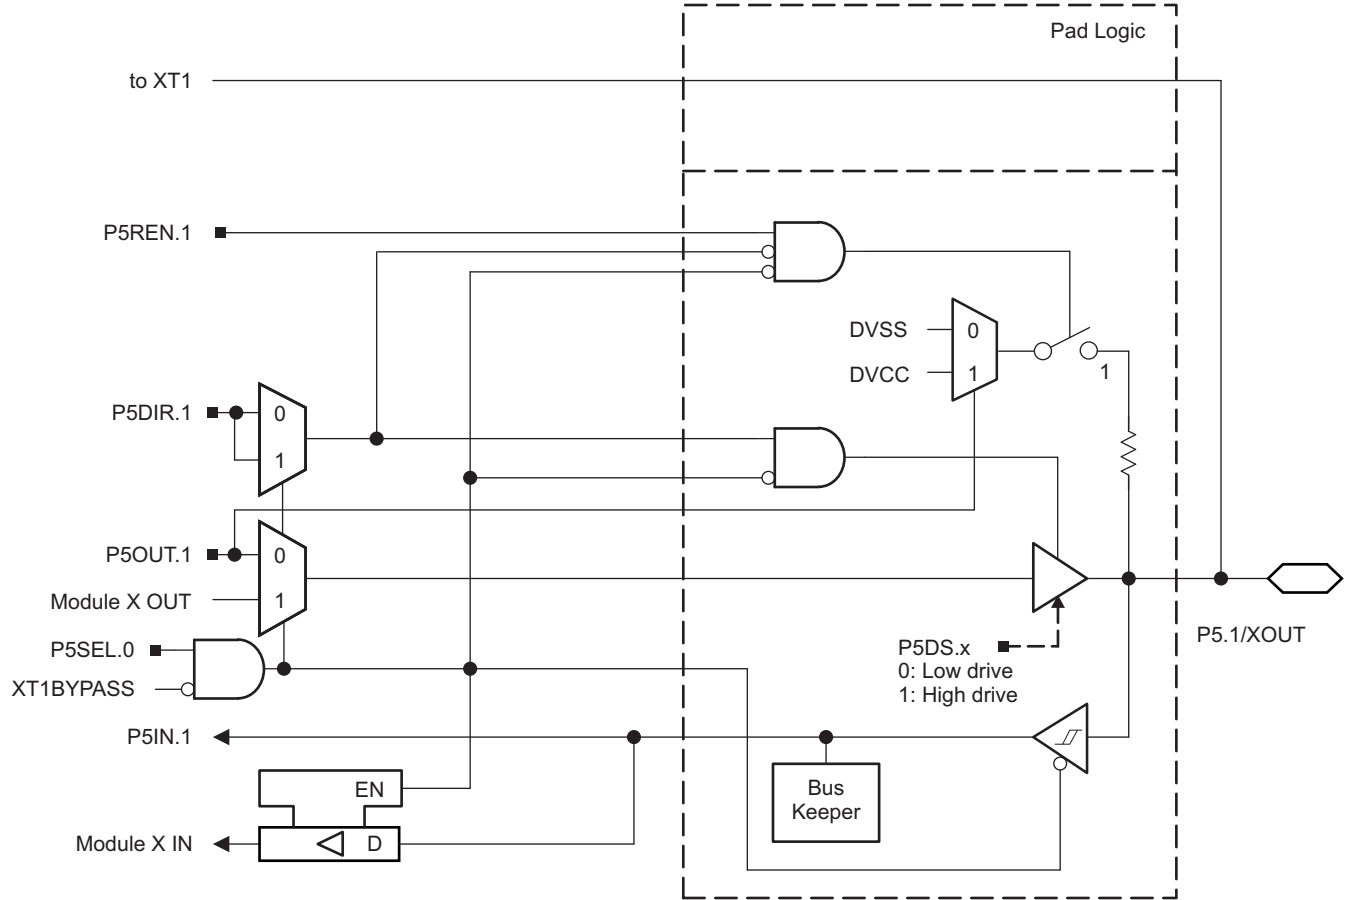 Pad Logic
to XT1
P5REN.1
DVSS
0
DVCC
1
1
P5DIR.1
0
1
P5OUT.1
0
Module X OUT
1
P5SEL.0
XT1BYPASS
P5DS.x
0: Low drive
1: High drive
P5.1/XOUT
P5IN.1
Bus
Keeper
EN
Module X IN
D